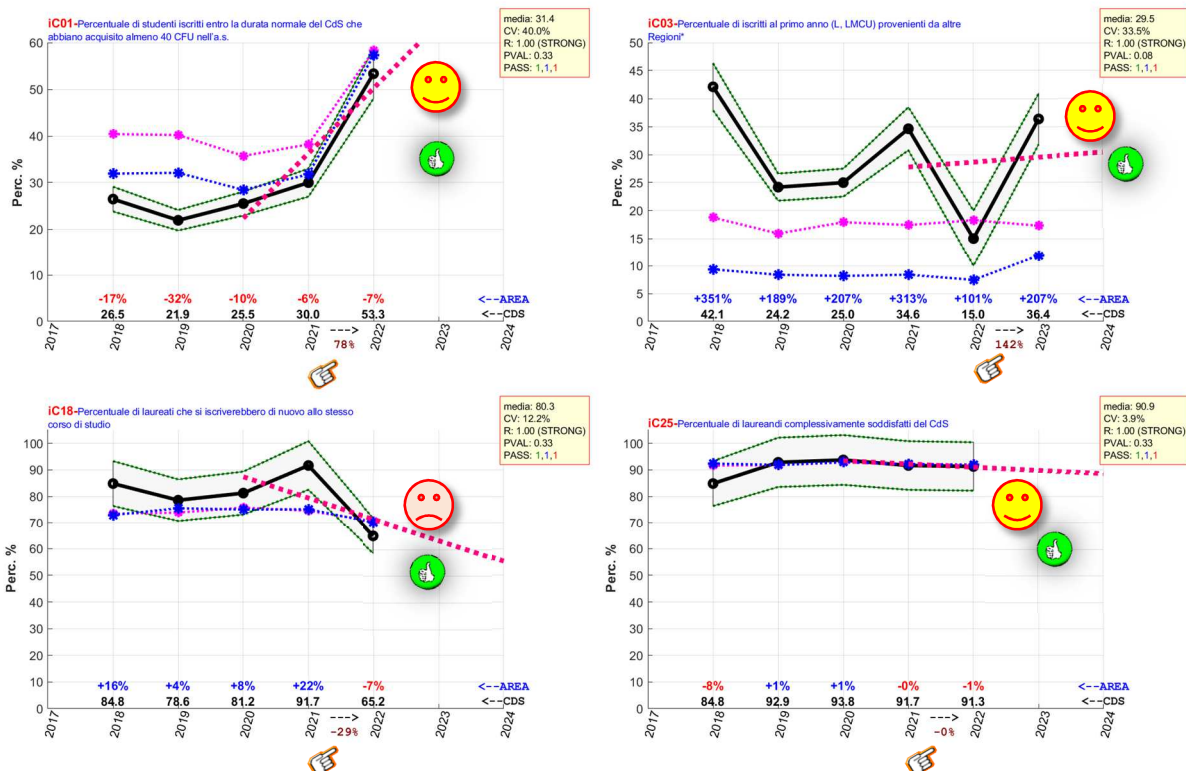 iC01-Percentuale di studenti iscritti entro la durata normale del CdS che
abbiano acquisito almeno 40 CFU nell'a.s.
media: 31.4
CV: 40.0%
R: 1.00 (STRONG)
PVAL: 0.33
PASS: 1,1,1
Perc. %
60
50
40
30
20
10
0
-17% -32% -10% -6% -7% <--AREA
26.5 21.9 25.5 30.0 53.3 <--CDS
2017 2018 2019 2020 2021 2022 2023 2024
---->
78%
iC03-Percentuale di iscritti al primo anno (L, LMCU) provenienti da altre
Regioni*
media: 29.5
CV: 33.5%
R: 1.00 (STRONG)
PVAL: 0.08
PASS: 1,1,1
Perc. %
50
45
40
35
30
25
20
15
10
5
0
+351% +189% +207% +313% +101% +207% <--AREA
42.1 24.2 25.0 34.6 15.0 36.4 <--CDS
2017 2018 2019 2020 2021 2022 2023 2024
---->
142%
iC18-Percentuale di laureati che si iscriverebbero di nuovo allo stesso
corso di studio
media: 80.3
CV: 12.2%
R: 1.00 (STRONG)
PVAL: 0.33
PASS: 1,1,1
Perc. %
100
90
80
70
60
50
40
30
20
10
0
+16% +4% +8% +22% -7% <--AREA
84.8 78.6 81.2 91.7 65.2 <--CDS
2017 2018 2019 2020 2021 2022 2023 2024
---->
-29%
iC25-Percentuale di laureandi complessivamente soddisfatti del CdS
media: 90.9
CV: 3.9%
R: 1.00 (STRONG)
PVAL: 0.33
PASS: 1,1,1
Perc. %
100
90
80
70
60
50
40
30
20
10
0
-8% +1% +1% -0% -1% <--AREA
84.8 92.9 93.8 91.7 91.3 <--CDS
2017 2018 2019 2020 2021 2022 2023 2024
---->
-0%